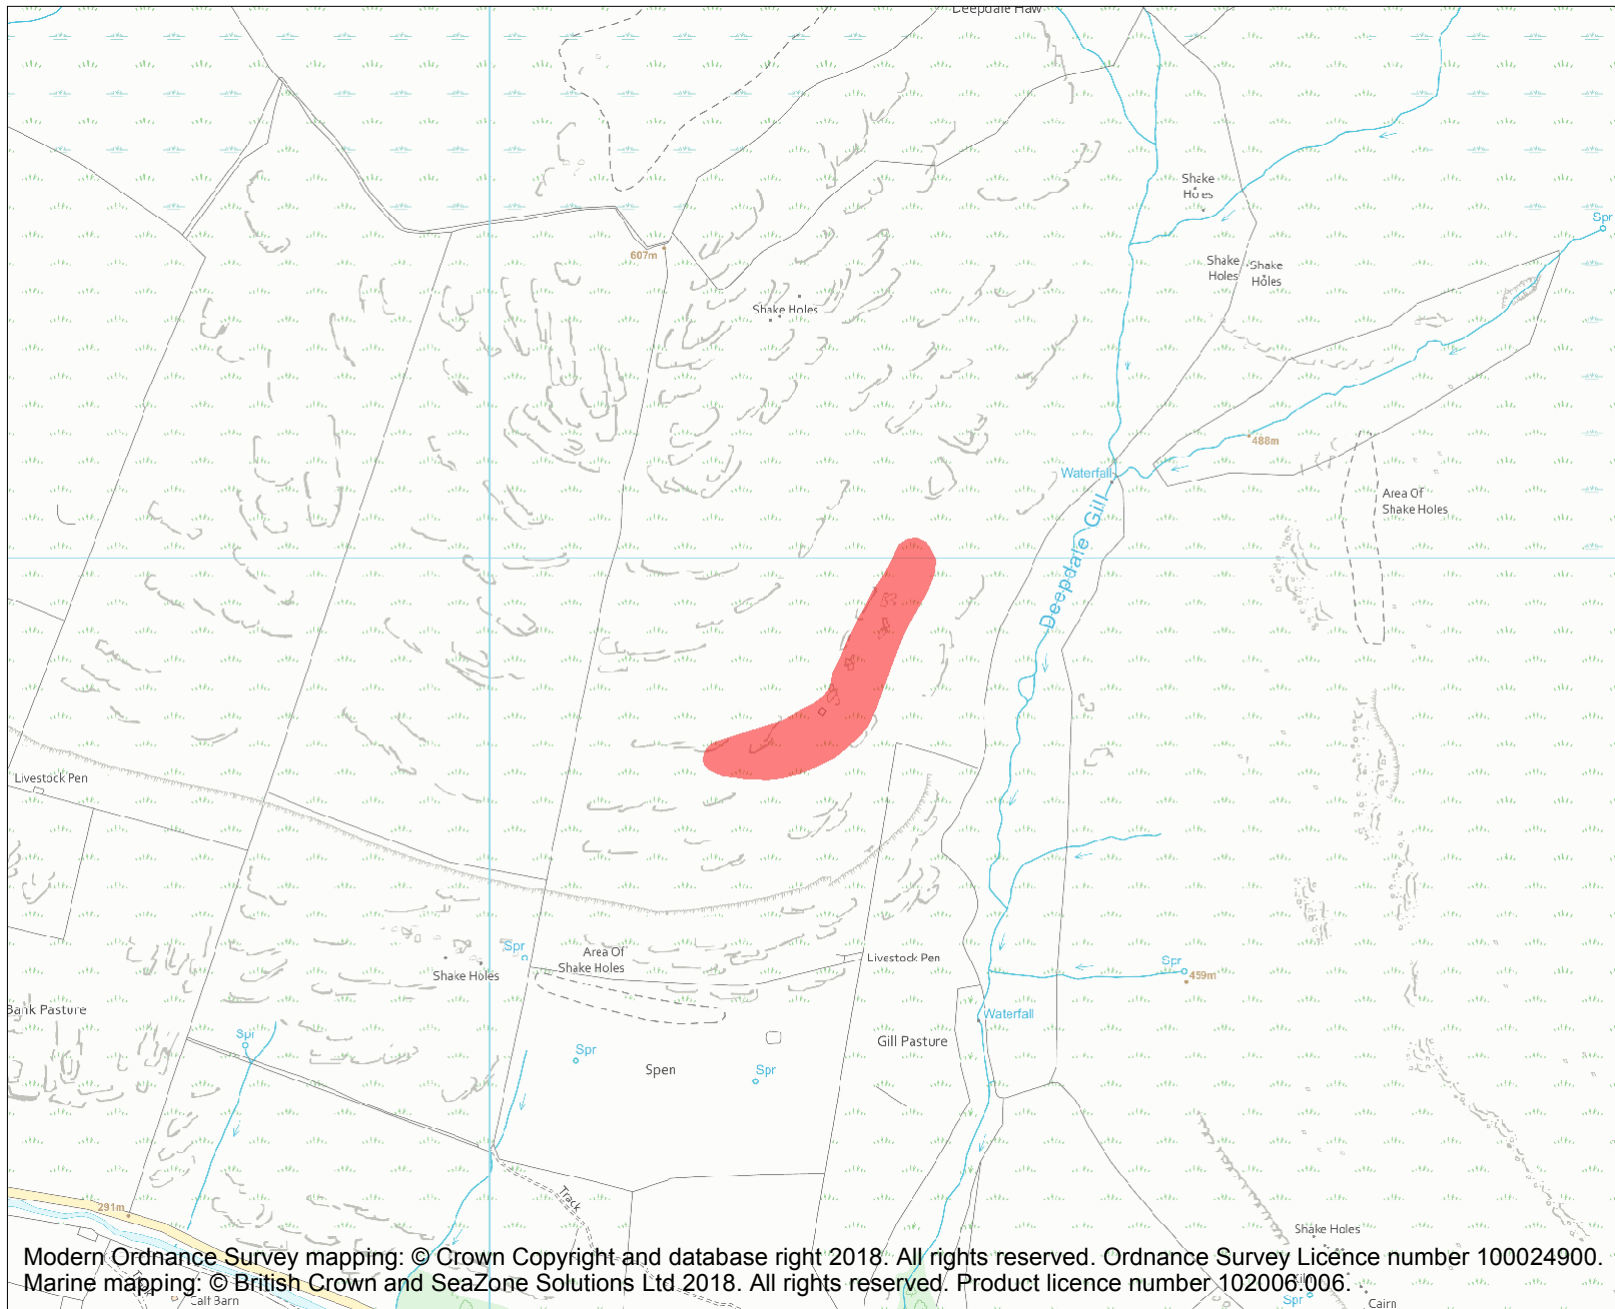 Deepdale Haw
Shake
Holes
Spr
607m
Shake
Holes
Shake
Holes
Shake Holes
488m
Waterfall
Area Of
Shake Holes
Deepdale Gill
Livestock Pen
Spr
Area Of
Shake Holes
Shake Holes
Livestock Pen
Spr
459m
Bank Pasture
Waterfall
Spr
Gill Pasture
Spr
Spen
Spr
Track
291m
Shake Holes
Modern Ordnance Survey mapping: © Crown Copyright and database right 2018. All rights reserved. Ordnance Survey Licence number 100024900.
Marine mapping: © British Crown and SeaZone Solutions Ltd 2018. All rights reserved. Product licence number 102006.006.
Track
Calf Barn
Spr
Cairn